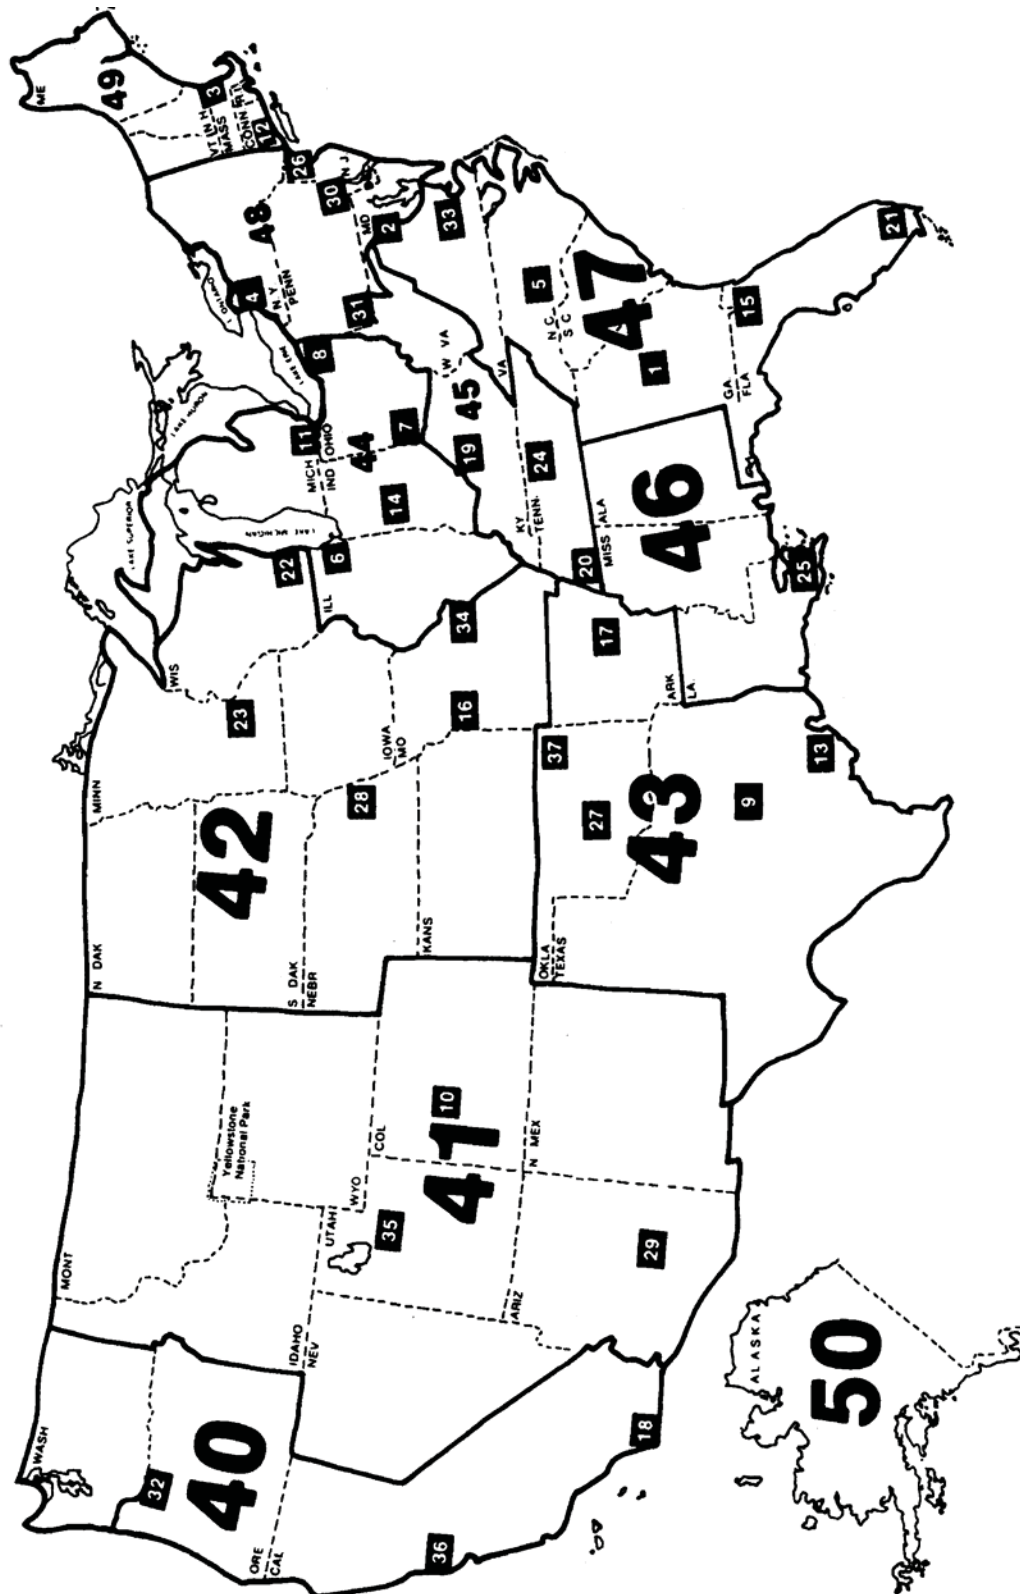 WASH
MONT
N DAK
MINN
LAKE SUPERIOR
LAKE HURON
L ONTARIO
ME
49
VT
N H
3
MASS
CONN
R I
12
32
40
ORE
CAL
IDAHO
NEV
Yellowstone
National Park
WYO
UTAH
35
S DAK
NEBR
42
23
WIS
22
LAKE MICHIGAN
MICH
IND
OHIO
11
LAKE ERIE
8
4
N Y
PENN
48
26
30
N J
31
MD
2
36
COL
41
10
28
IOWA
MO
16
34
ILL
6
14
44
7
19
45
W VA
VA
33
KANS
18
ARIZ
29
N MEX
OKLA
TEXAS
37
27
43
9
13
17
ARK
LA
20
KY
TENN
24
5
N C
S C
47
1
MISS
ALA
46
25
GA
FLA
15
21
ALASKA
50